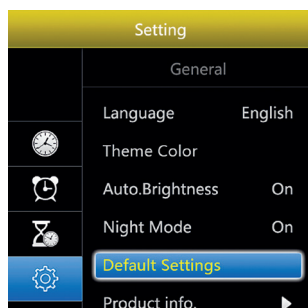 Setting
General
Language English
Theme Color
Auto.Brightness On
Night Mode On
Default Settings
Product info.